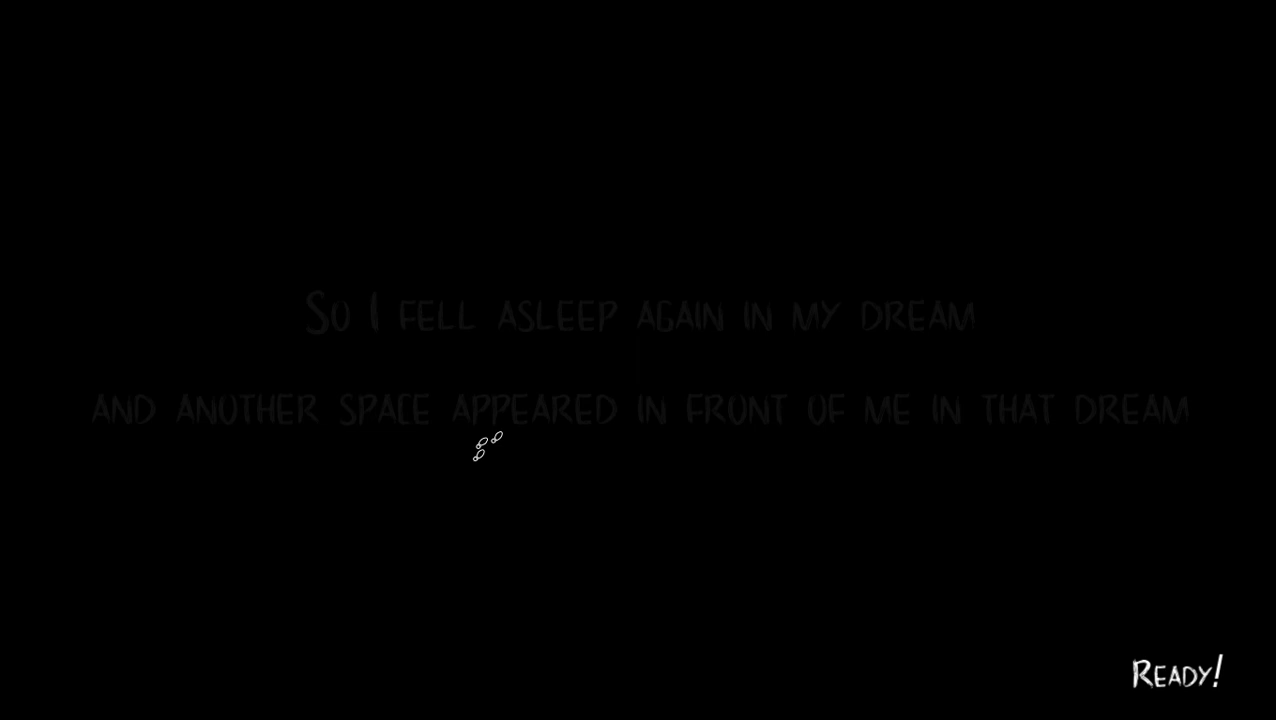 So I fell asleep again in my dream
and another space appeared in front of me in that dream
Ready!